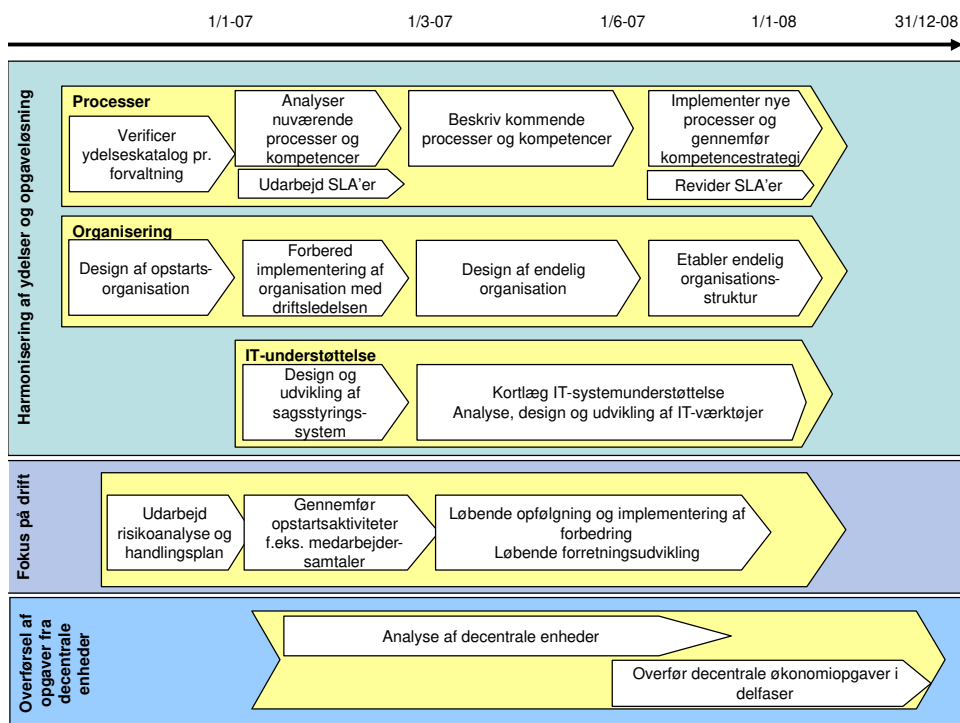 1/1-07 1/3-07 1/6-07 1/1-08 31/12-08
Harmonisering af ydelser og opgaveløsning
Processer
Verificer
ydelseskatalog pr.
forvaltning
Analyser
nuværende
processer og
kompetencer
Udarbejd SLA'er
Beskriv kommende
processer og kompetencer
Implementer nye
processer og
gennemfør
kompetencestrategi
Revider SLA'er
Organisering
Design af opstarts-
organisation
Forbered
implementering af
organisation med
driftsledelsen
Design af endelig
organisation
Etabler endelig
organisations-
struktur
IT-understøttelse
Design og
udvikling af
sagsstyrings-
system
Kortlæg IT-systemunderstøttelse
Analyse, design og udvikling af IT-værktøjer
Fokus på drift
Udarbejd
risikoanalyse og
handlingsplan
Gennemfør
opstartsaktiviteter
f.eks. medarbejder-
samtaler
Løbende opfølgning og implementering af
forbedring
Løbende forretningsudvikling
Overførsel af
opgaver fra
decentrale
enheder
Analyse af decentrale enheder
Overfør decentrale økonomiopgaver i
delfaser